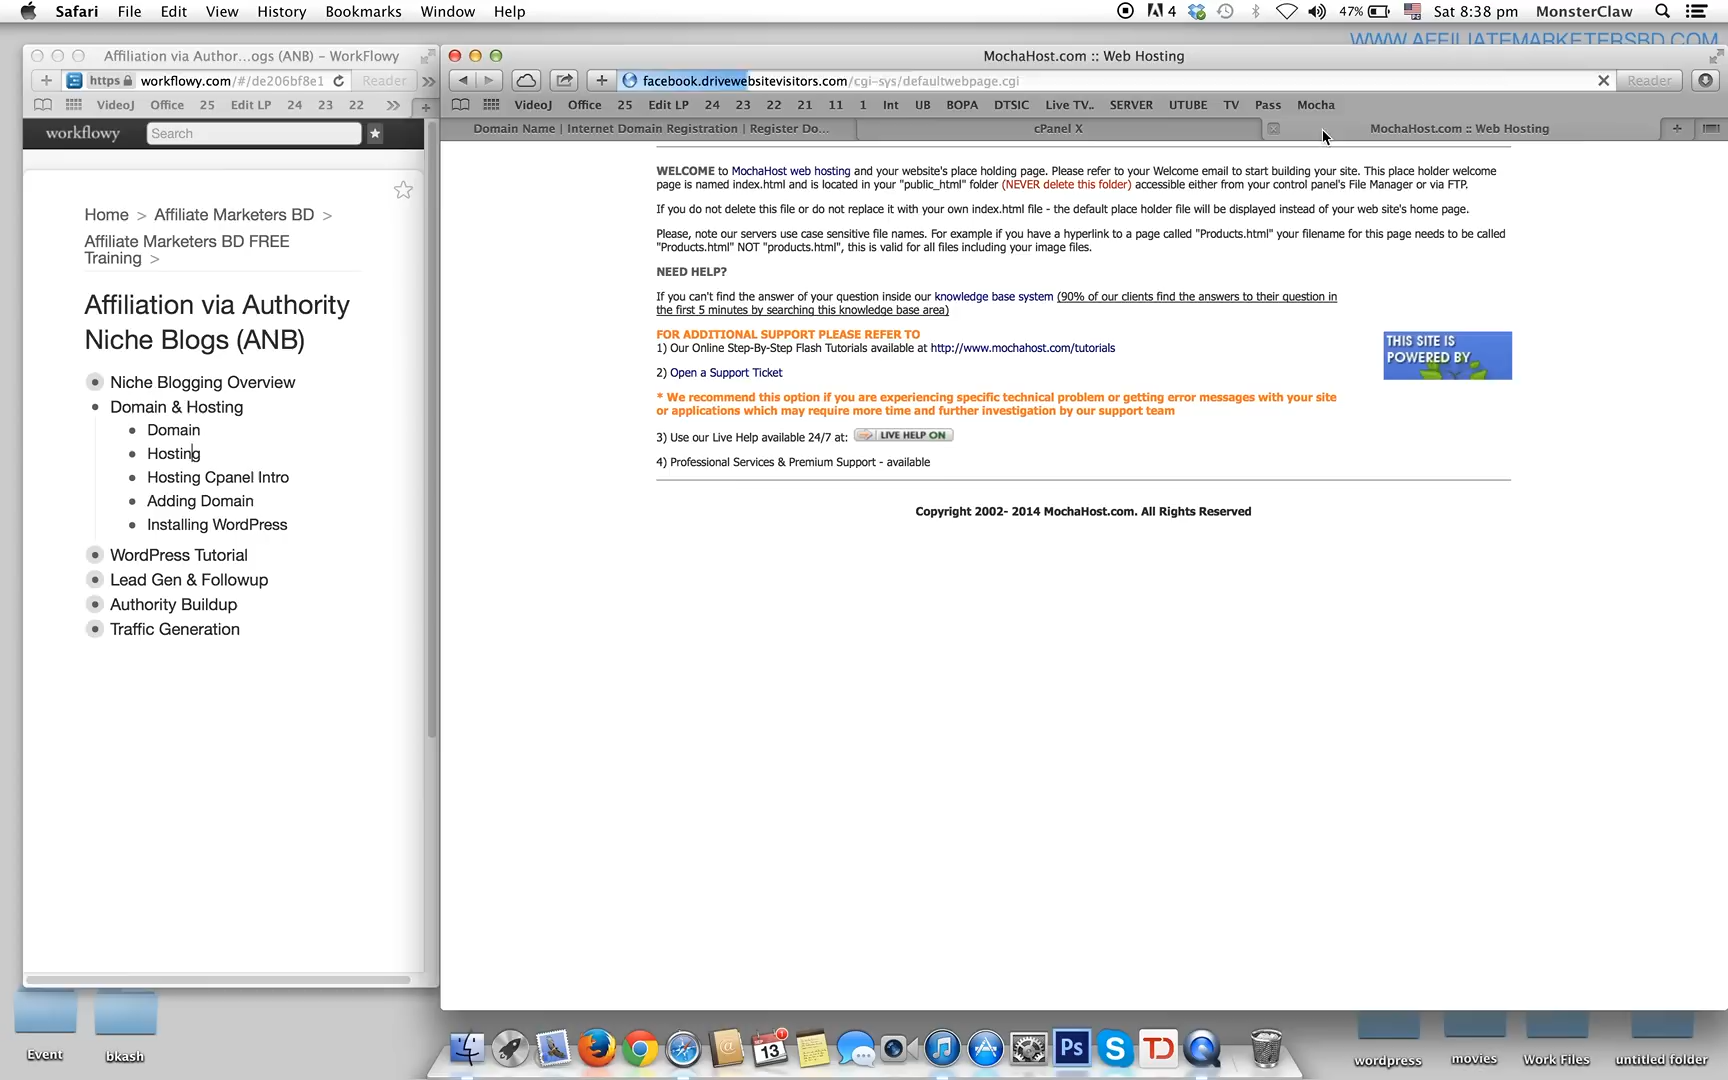 Safari File Edit View History Bookmarks Window Help
4 47% Sat 8:38 pm MonsterClaw
WWW.AFFILIATEMARKETERSBD.COM
Affiliation via Author...ogs (ANB) – WorkFlowy
https workflowy.com/#/de206bf8e1 Reader
VideoJ Office 25 Edit LP 24 23 22
workflowy Search
Home > Affiliate Marketers BD >
Affiliate Marketers BD FREE
Training >
Affiliation via Authority
Niche Blogs (ANB)
Niche Blogging Overview
Domain & Hosting
Domain
Hosting
Hosting Cpanel Intro
Adding Domain
Installing WordPress
WordPress Tutorial
Lead Gen & Followup
Authority Buildup
Traffic Generation
MochaHost.com :: Web Hosting
facebook.drivewebsitevisitors.com/cgi-sys/defaultwebpage.cgi Reader
VideoJ Office 25 Edit LP 24 23 22 21 11 1 Int UB BOPA DTSIC Live TV.. SERVER UTUBE TV Pass Mocha
Domain Name | Internet Domain Registration | Register Do... cPanel X MochaHost.com :: Web Hosting
WELCOME to MochaHost web hosting and your website's place holding page. Please refer to your Welcome email to start building your site. This place holder welcome
page is named index.html and is located in your "public_html" folder (NEVER delete this folder) accessible either from your control panel's File Manager or via FTP.
If you do not delete this file or do not replace it with your own index.html file - the default place holder file will be displayed instead of your web site's home page.
Please, note our servers use case sensitive file names. For example if you have a hyperlink to a page called "Products.html" your filename for this page needs to be called
"Products.html" NOT "products.html", this is valid for all files including your image files.
NEED HELP?
If you can't find the answer of your question inside our knowledge base system (90% of our clients find the answers to their question in
the first 5 minutes by searching this knowledge base area)
FOR ADDITIONAL SUPPORT PLEASE REFER TO
1) Our Online Step-By-Step Flash Tutorials available at http://www.mochahost.com/tutorials
2) Open a Support Ticket
* We recommend this option if you are experiencing specific technical problem or getting error messages with your site
or applications which may require more time and further investigation by our support team
3) Use our Live Help available 24/7 at: LIVE HELP ON
4) Professional Services & Premium Support - available
THIS SITE IS
POWERED BY
Copyright 2002- 2014 MochaHost.com. All Rights Reserved
Event bkash
1 13 Ps TD
wordpress movies Work Files untitled folder